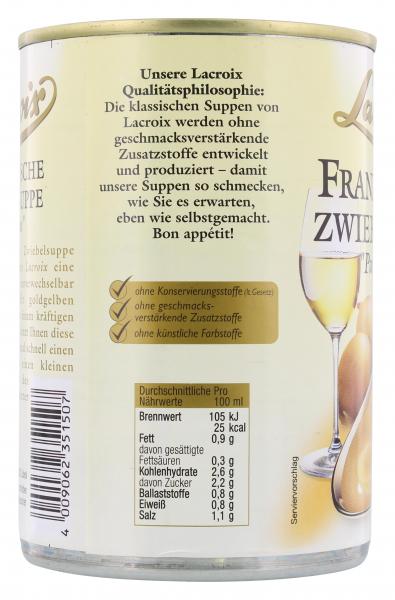 Unsere Lacroix
Qualitätsphilosophie:
Die klassischen Suppen von
Lacroix werden ohne
geschmacksverstärkende
Zusatzstoffe entwickelt
und produziert – damit
unsere Suppen so schmecken,
wie Sie es erwarten,
eben wie selbstgemacht.
Bon appétit!
ohne Konservierungsstoffe (lt.Gesetz)
ohne geschmacks-
verstärkende Zusatzstoffe
ohne künstliche Farbstoffe
Durchschnittliche Pro
Nährwerte 100 ml
Brennwert 105 kJ
25 kcal
Fett 0,9 g
davon gesättigte
Fettsäuren 0,3 g
Kohlenhydrate 2,6 g
davon Zucker 2,2 g
Ballaststoffe 0,8 g
Eiweiß 0,8 g
Salz 1,1 g
Serviervorschlag
La
FRAN
ZWIE
roix
SCHE
UPPE
Zwiebelsuppe
Lacroix eine
goldgelben
kräftigen
Ihnen diese
schnell einen
kleinen
4 009062 351507